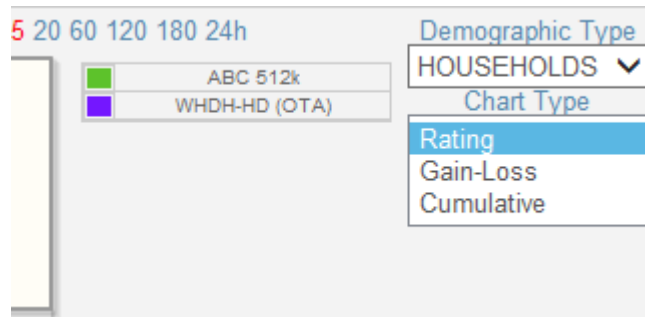 5 20 60 120 180 24h
Demographic Type
HOUSEHOLDS
ABC 512k
WHDH-HD (OTA)
Chart Type
Rating
Gain-Loss
Cumulative